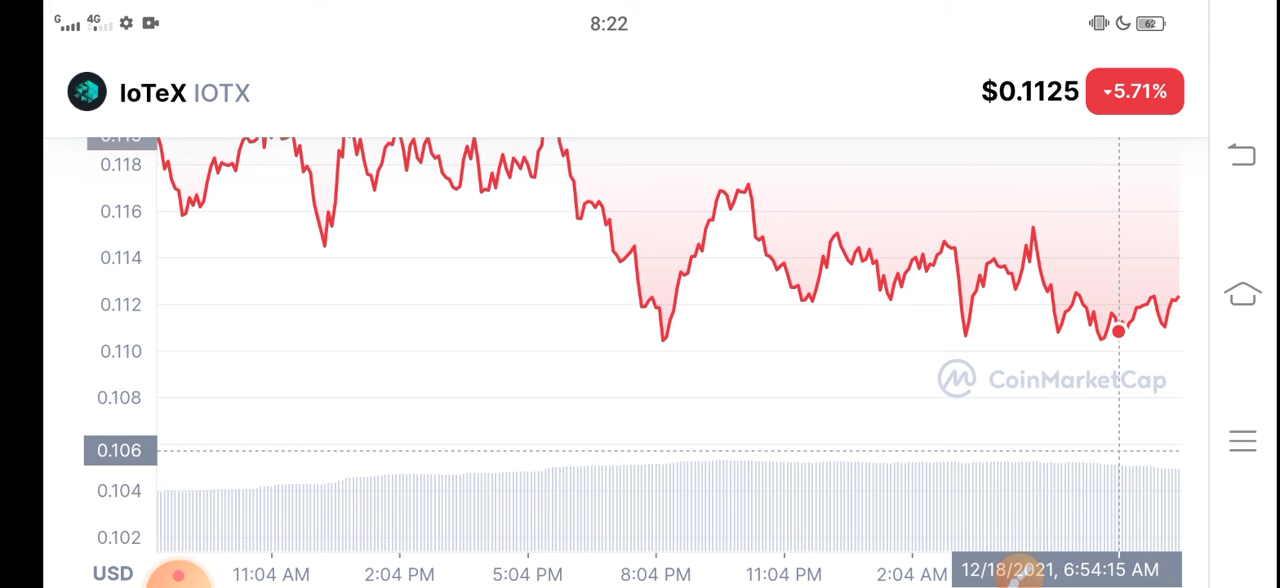 G 4G 8:22 62
IoTeX IOTX $0.1125 5.71%
0.118
0.116
0.114
0.112
0.110
CoinMarketCap
0.108
0.106
0.104
0.102
USD 11:04 AM 2:04 PM 5:04 PM 8:04 PM 11:04 PM 2:04 AM 12/18/2021, 6:54:15 AM